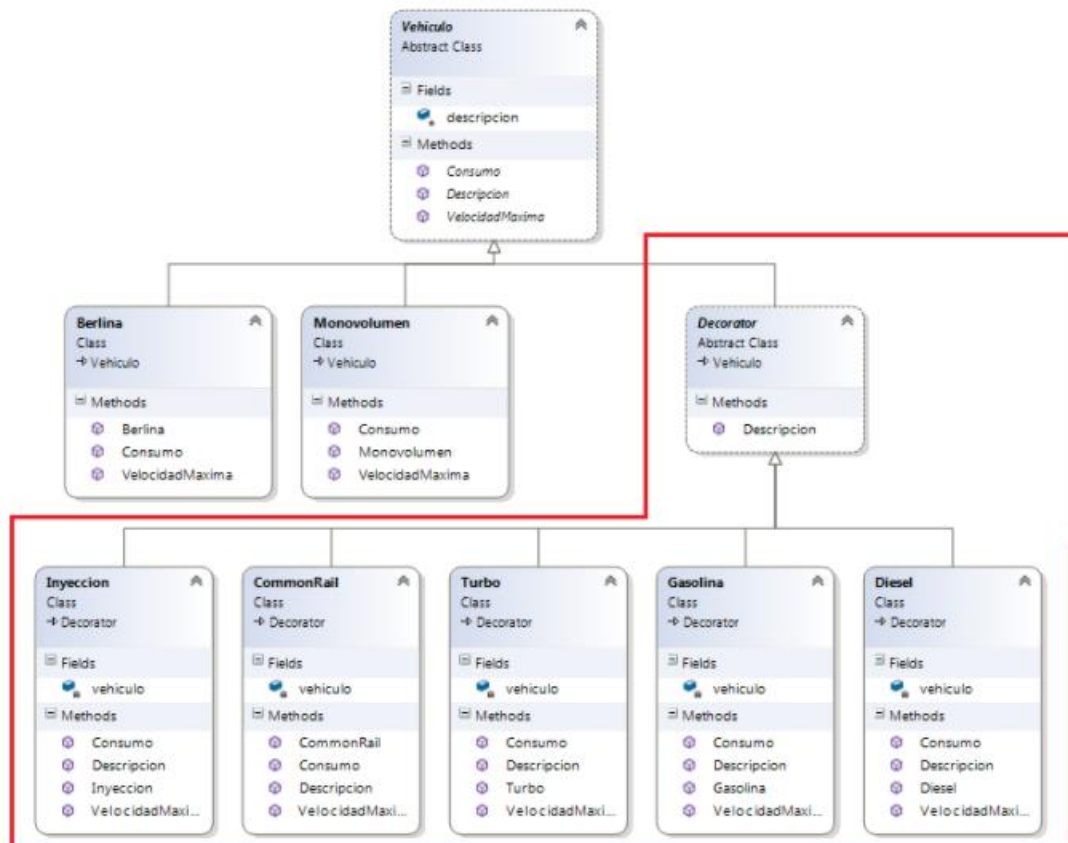 Vehiculo
Abstract Class
Fields
descripcion
Methods
Consumo
Descripcion
VelocidadMaxima
Berlina
Class
Vehiculo
Methods
Berlina
Consumo
VelocidadMaxima
Monovolumen
Class
Vehiculo
Methods
Consumo
Monovolumen
VelocidadMaxima
Decorator
Abstract Class
Vehiculo
Methods
Descripcion
Inyeccion
Class
Decorator
Fields
vehiculo
Methods
Consumo
Descripcion
Inyeccion
VelocidadMaxi...
CommonRail
Class
Decorator
Fields
vehiculo
Methods
CommonRail
Consumo
Descripcion
VelocidadMaxi...
Turbo
Class
Decorator
Fields
vehiculo
Methods
Consumo
Descripcion
Turbo
VelocidadMaxi...
Gasolina
Class
Decorator
Fields
vehiculo
Methods
Consumo
Descripcion
Gasolina
VelocidadMaxi...
Diesel
Class
Decorator
Fields
vehiculo
Methods
Consumo
Descripcion
Diesel
VelocidadMaxi...